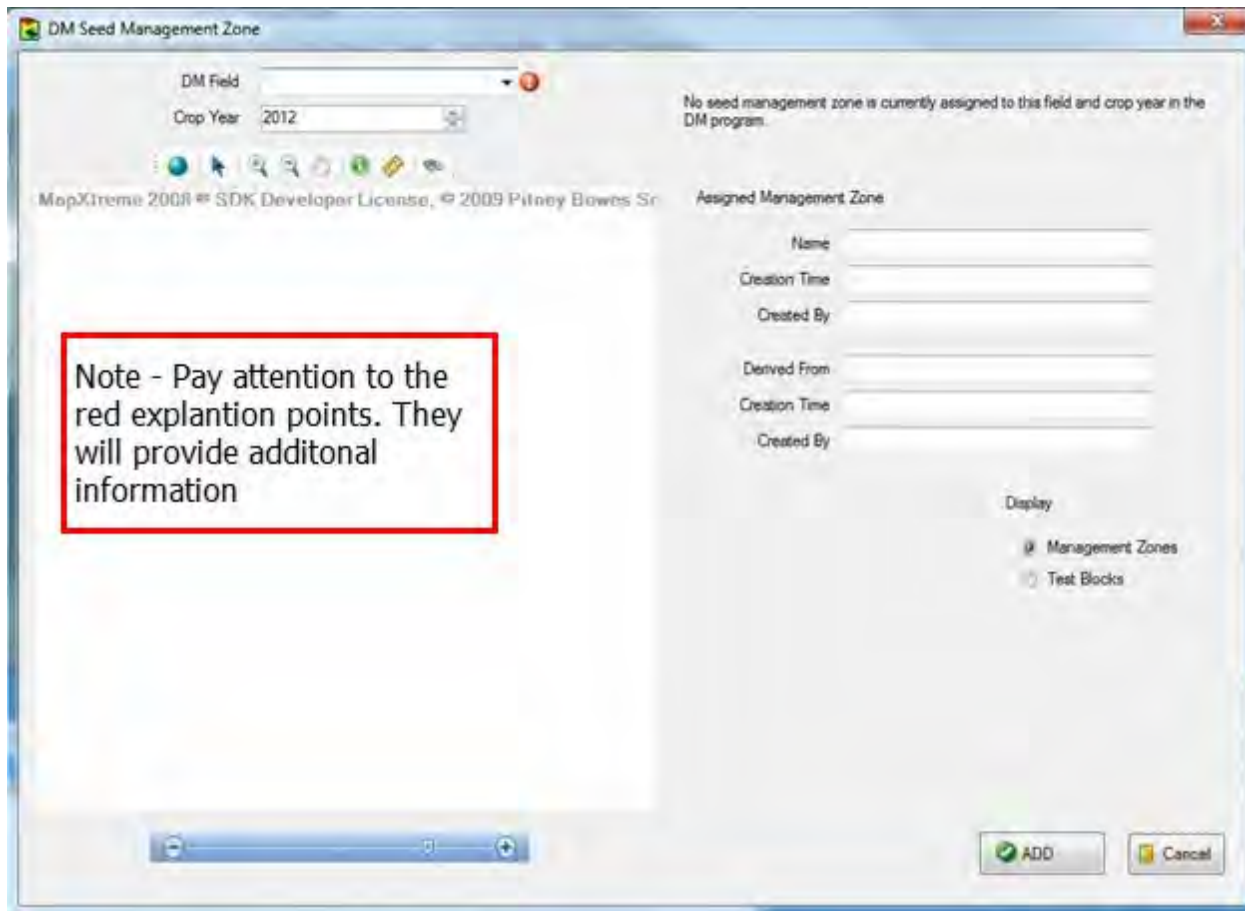 DM Seed Management Zone
DM Field
Crop Year 2012
MapXtreme 2008 ® SDK Developer License, © 2009 Pitney Bowes
Note - Pay attention to the
red explantion points. They
will provide additonal
information
No seed management zone is currently assigned to this field and crop year in the
DM program.
Assigned Management Zone
Name
Creation Time
Created By
Derived From
Creation Time
Created By
Display
Management Zones
Test Blocks
ADD
Cancel